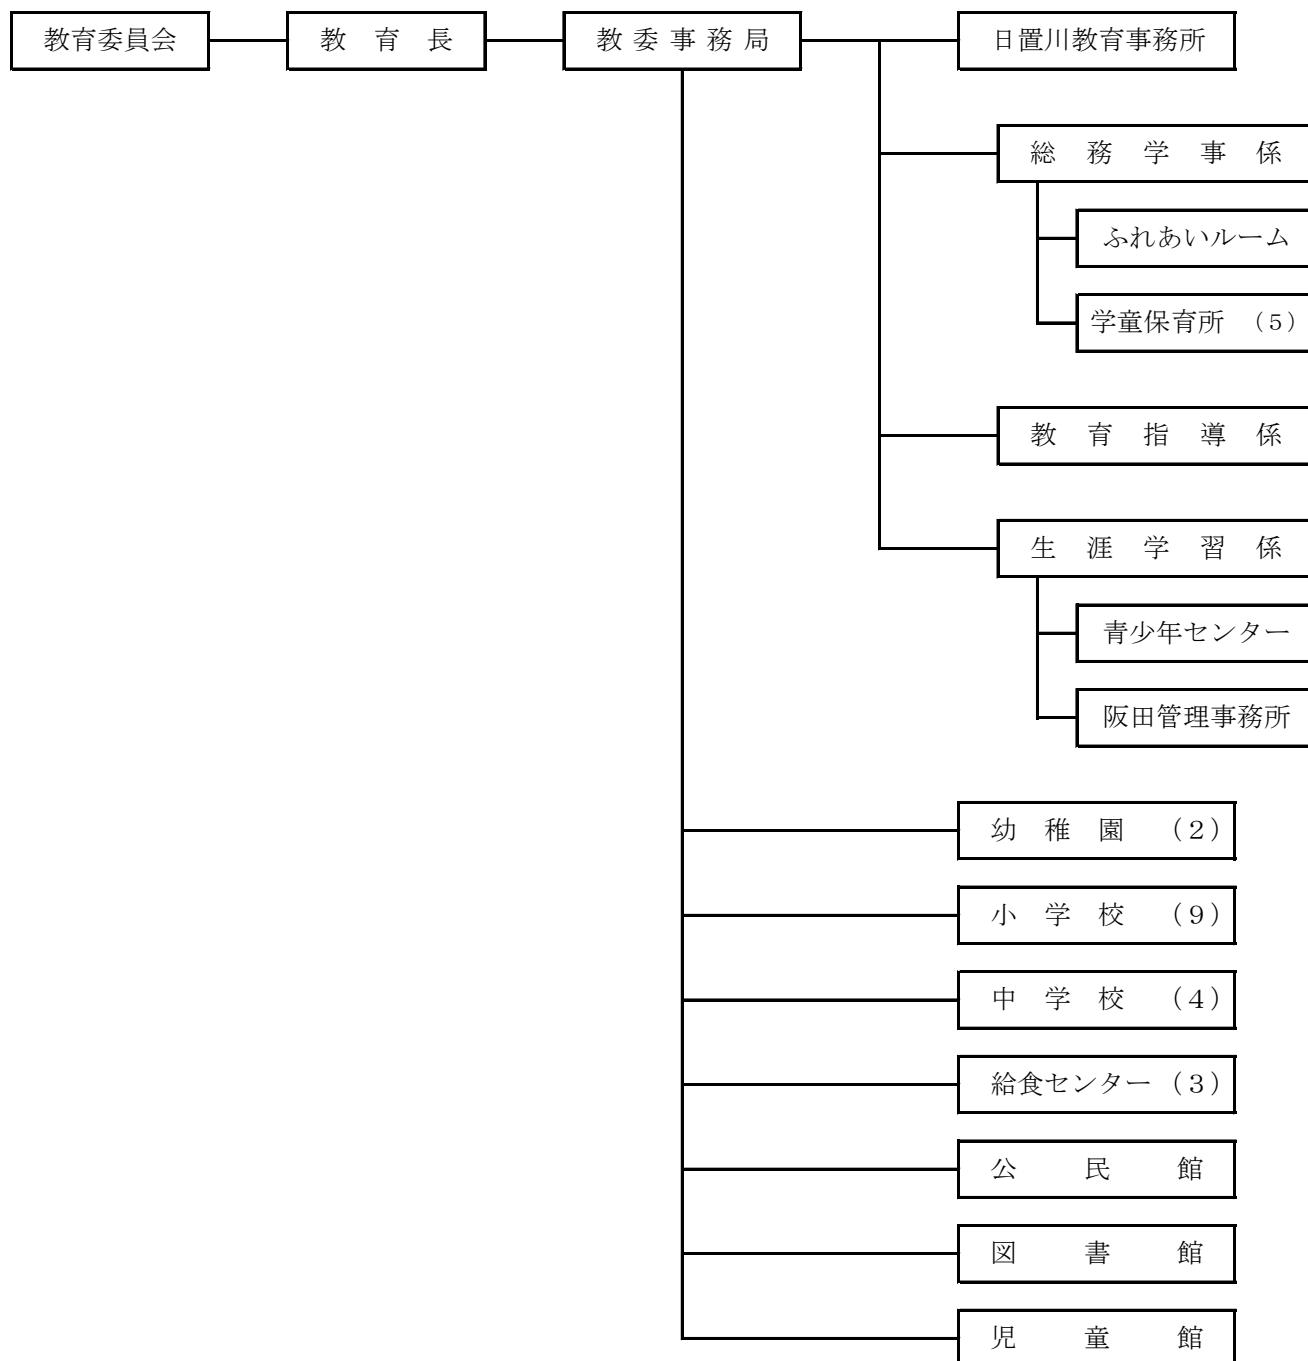 教育委員会
教育長
教委事務局
日置川教育事務所
総務学事係
ふれあいルーム
学童保育所 (5)
教育指導係
生涯学習係
青少年センター
阪田管理事務所
幼稚園 (2)
小学校 (9)
中学校 (4)
給食センター (3)
公民館
図書館
児童館